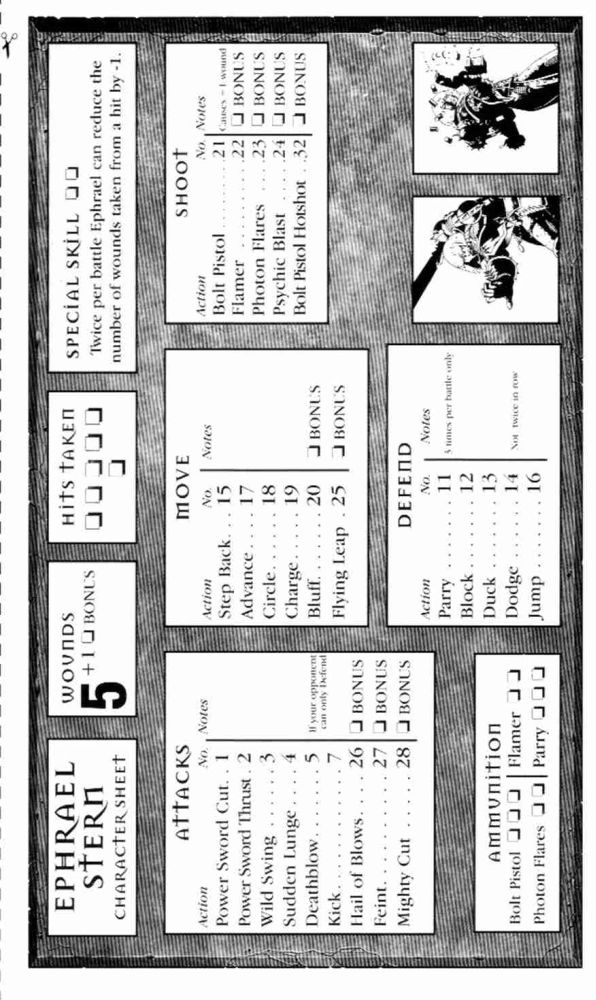 EPHRAEL
STERN
CHARACTER SHEET
WOUNDS
5 +1 ❑ BONUS
HITS TAKEN
❑ ❑ ❑ ❑ ❑
❑
SPECIAL SKILL ❑ ❑
Twice per battle Ephrael can reduce the
number of wounds taken from a hit by -1.
ATTACKS
Action No. Notes
Power Sword Cut . . 1
Power Sword Thrust . 2
Wild Swing . . . . . . . 3
Sudden Lunge . . . . . 4
Deathblow. . . . . . . . 5 If your opponent can only Defend
Kick. . . . . . . . . . . . . 7
Hail of Blows. . . . 26 ❑ BONUS
Feint. . . . . . . . . . . 27 ❑ BONUS
Mighty Cut . . . . . . 28 ❑ BONUS
MOVE
Action No. Notes
Step Back . . . 15
Advance. . . . . 17
Circle. . . . . . . 18
Charge . . . . . . 19
Bluff. . . . . . . . 20 ❑ BONUS
Flying Leap . 25 ❑ BONUS
SHOOT
Action No. Notes
Bolt Pistol . . . . . . . . 21 Causes -1 wound
Flamer . . . . . . . . . . . 22 ❑ BONUS
Photon Flares . . . . 23 ❑ BONUS
Psychic Blast . . . . . 24 ❑ BONUS
Bolt Pistol Hotshot . .32 ❑ BONUS
AMMUNITION
Bolt Pistol ❑ ❑ ❑ Flamer ❑ ❑
Photon Flares ❑ ❑ Parry ❑ ❑ ❑
DEFEND
Action No. Notes
Parry . . . . . . . . 11 3 times per battle only
Block . . . . . . . . 12
Duck . . . . . . . . 13
Dodge . . . . . . . 14 Not twice in row
Jump . . . . . . . . 16